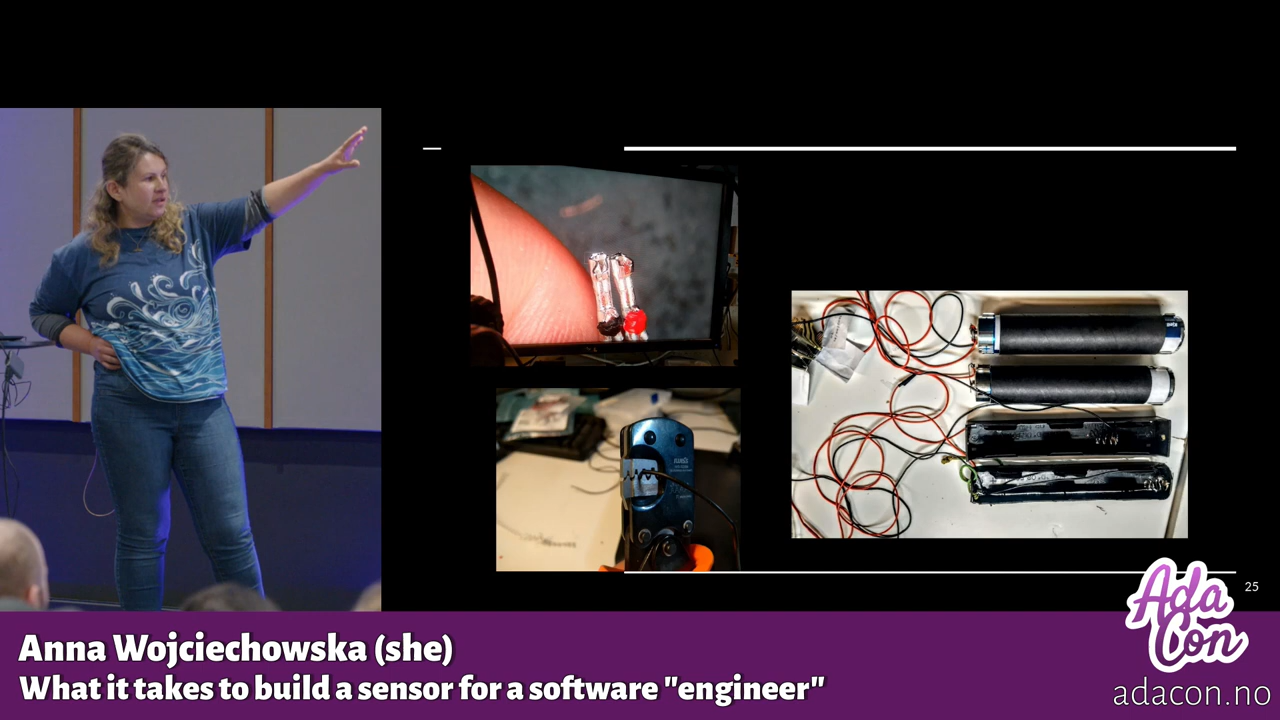 25
Ada
Con
Anna Wojciechowska (she)
What it takes to build a sensor for a software "engineer"
adacon.no